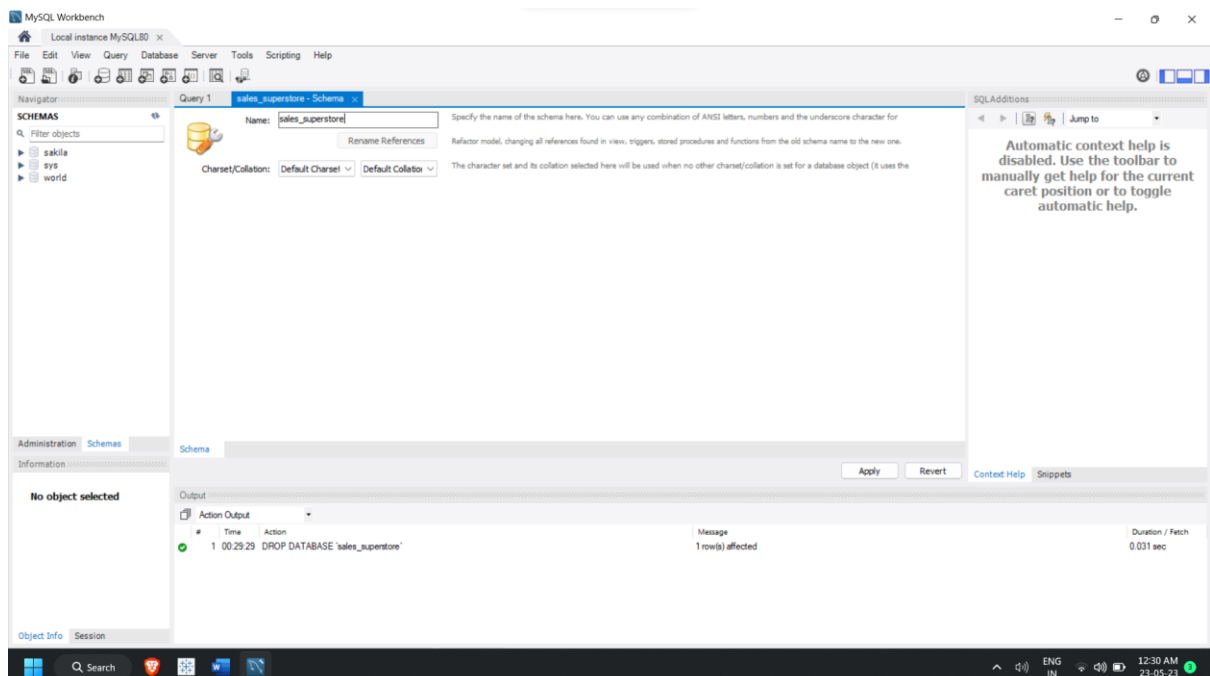 MySQL Workbench
Local instance MySQL80 ×
File Edit View Query Database Server Tools Scripting Help
Navigator
SCHEMAS
Filter objects
sakila
sys
world
Administration Schemas
Information
No object selected
Object Info Session
Query 1 sales_superstore - Schema ×
Name: sales_superstore
Specify the name of the schema here. You can use any combination of ANSI letters, numbers and the underscore character for
Rename References
Refactor model, changing all references found in view, triggers, stored procedures and functions from the old schema name to the new one.
Charset/Collation: Default Charset Default Collation
The character set and its collation selected here will be used when no other charset/collation is set for a database object (it uses the
Schema
Apply Revert
SQLAdditions
Jump to
Automatic context help is
disabled. Use the toolbar to
manually get help for the current
caret position or to toggle
automatic help.
Context Help Snippets
Output
Action Output
# Time Action Message Duration / Fetch
1 00:29:29 DROP DATABASE `sales_superstore` 1 row(s) affected 0.031 sec
Search
ENG
IN
12:30 AM
23-05-23
3